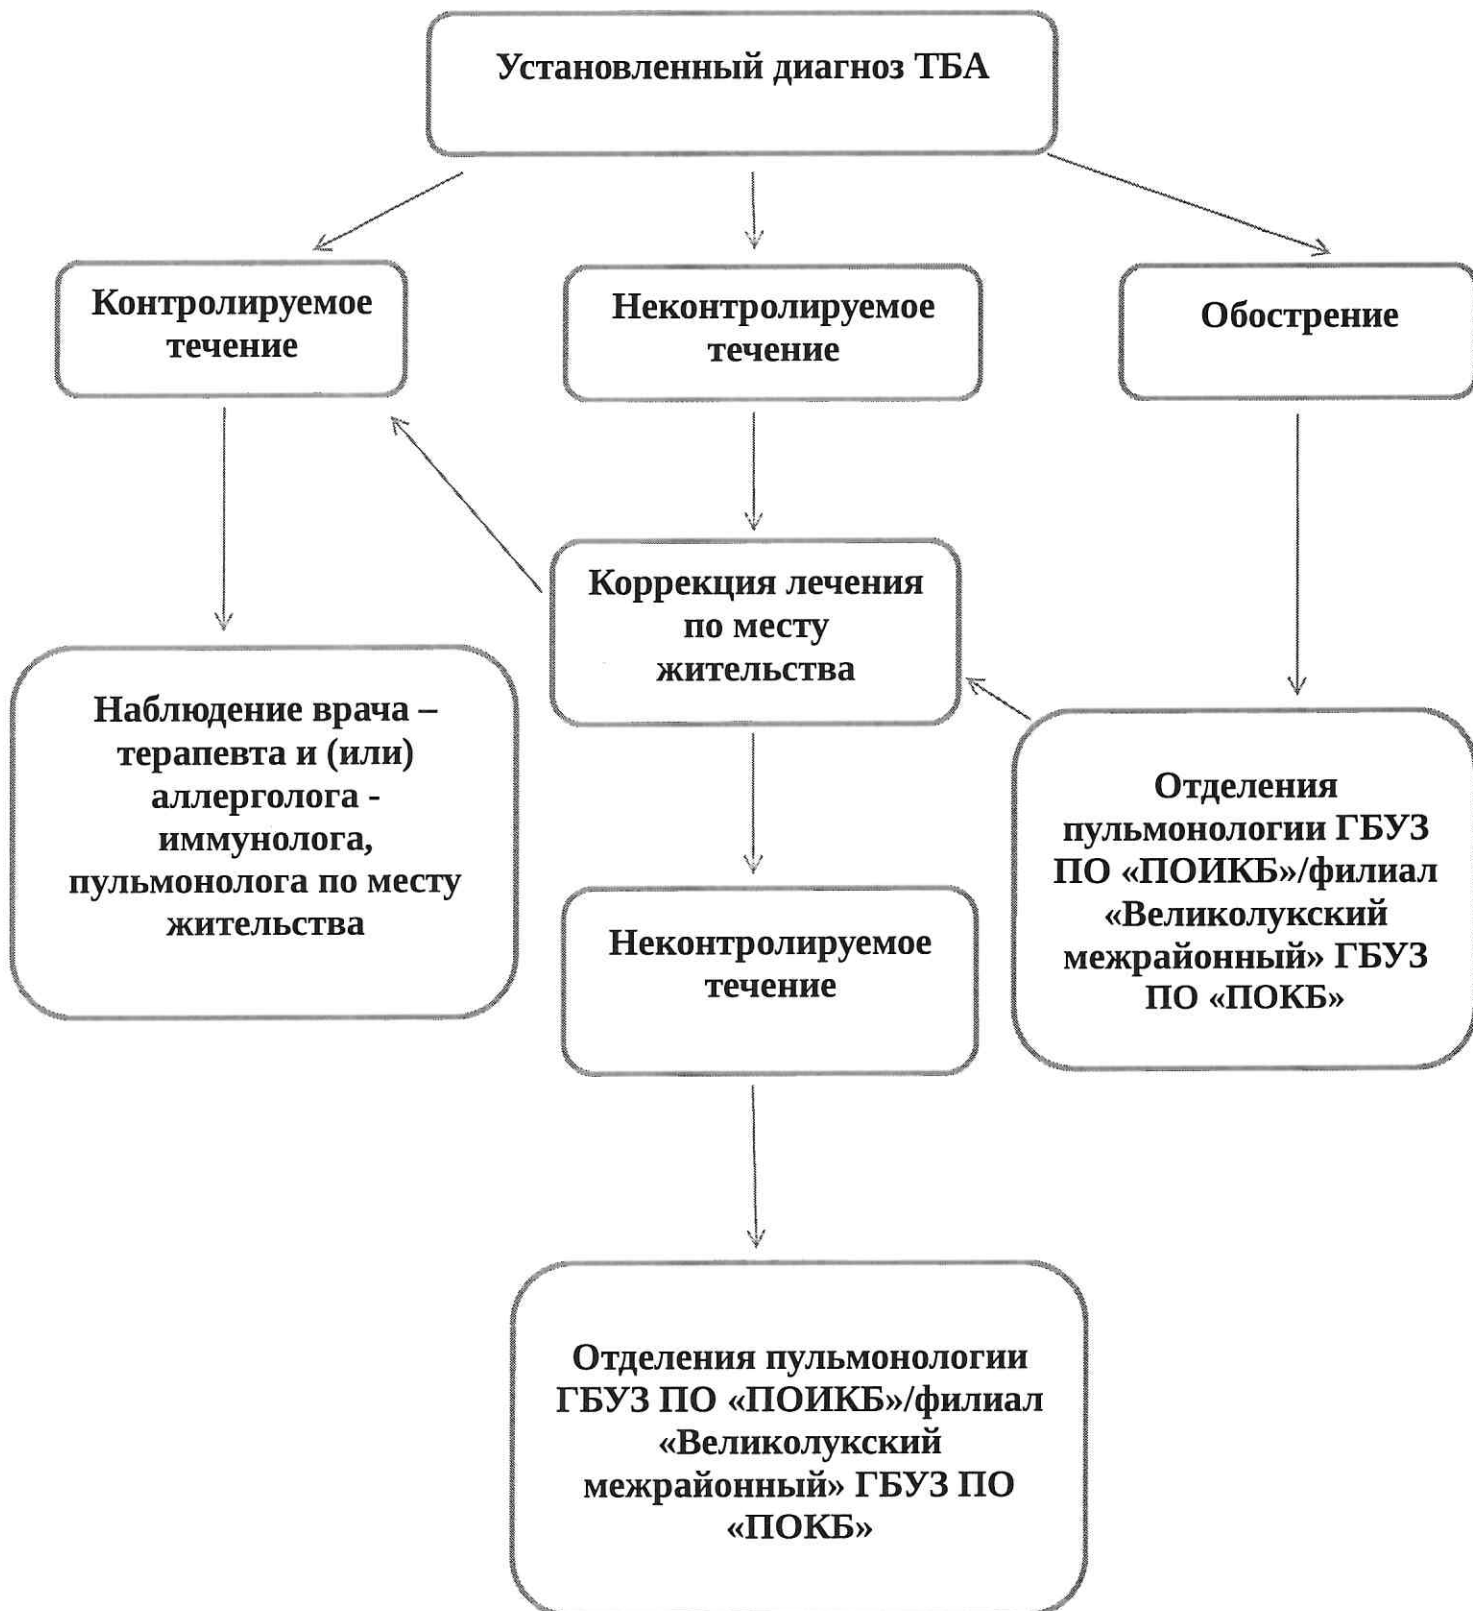 Установленный диагноз ТБА
Контролируемое
течение
Неконтролируемое
течение
Обострение
Коррекция лечения
по месту
жительства
Наблюдение врача –
терапевта и (или)
аллерголога -
иммунолога,
пульмонолога по месту
жительства
Отделения
пульмонологии ГБУЗ
ПО «ПОИКБ»/филиал
«Великолукский
межрайонный» ГБУЗ
ПО «ПОКБ»
Неконтролируемое
течение
Отделения пульмонологии
ГБУЗ ПО «ПОИКБ»/филиал
«Великолукский
межрайонный» ГБУЗ ПО
«ПОКБ»